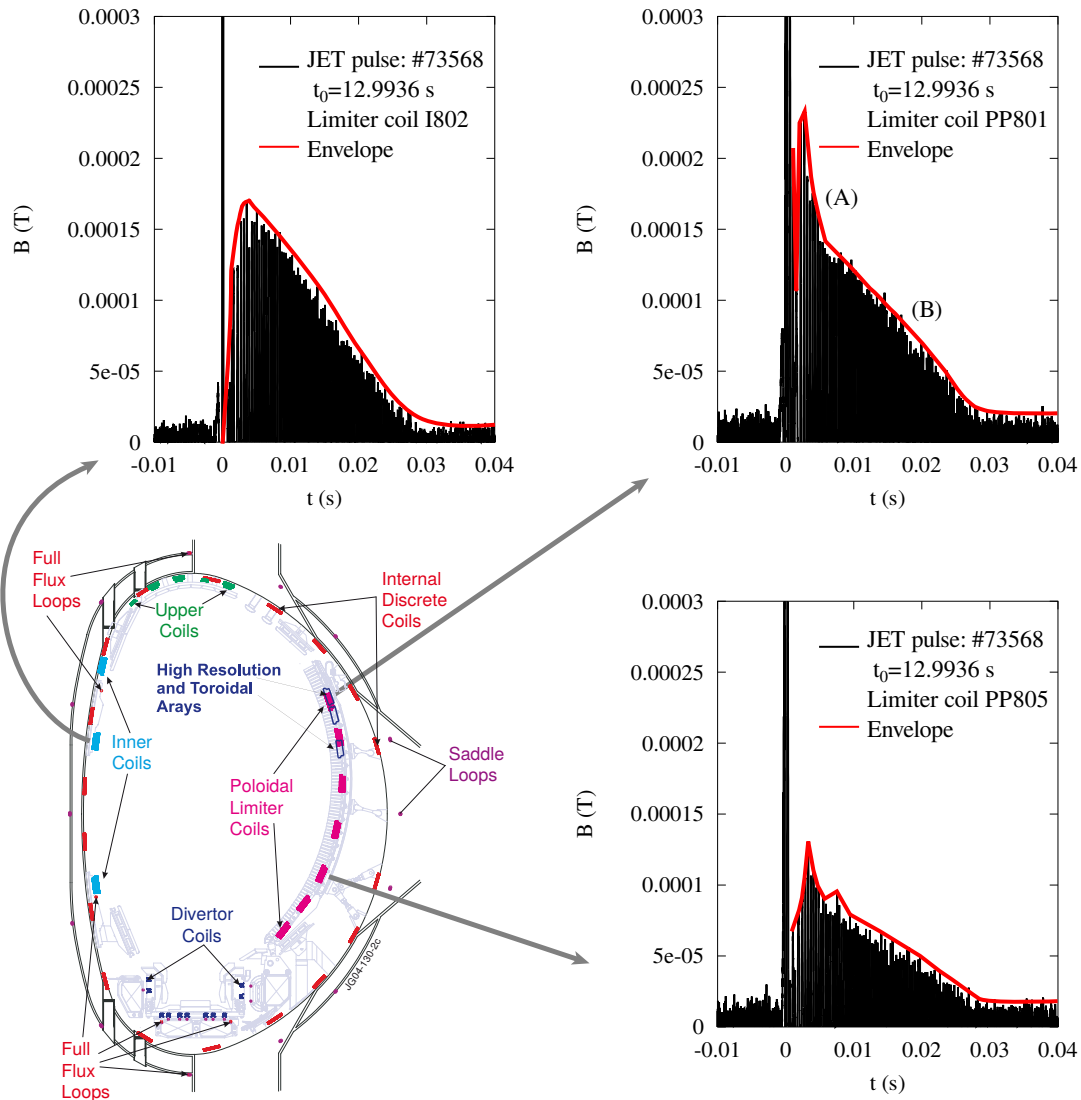 0.0003
0.00025
0.0002
0.00015
0.0001
5e-05
0
B (T)
-0.01 0 0.01 0.02 0.03 0.04
t (s)
JET pulse: #73568
t₀=12.9936 s
Limiter coil I802
Envelope
0.0003
0.00025
0.0002
0.00015
0.0001
5e-05
0
B (T)
-0.01 0 0.01 0.02 0.03 0.04
t (s)
JET pulse: #73568
t₀=12.9936 s
Limiter coil PP801
Envelope
(A)
(B)
Full
Flux
Loops
Upper
Coils
Internal
Discrete
Coils
High Resolution
and Toroidal
Arays
Inner
Coils
Saddle
Loops
Poloidal
Limiter
Coils
Divertor
Coils
JG04-130-2c
Full
Flux
Loops
0.0003
0.00025
0.0002
0.00015
0.0001
5e-05
0
B (T)
-0.01 0 0.01 0.02 0.03 0.04
t (s)
JET pulse: #73568
t₀=12.9936 s
Limiter coil PP805
Envelope